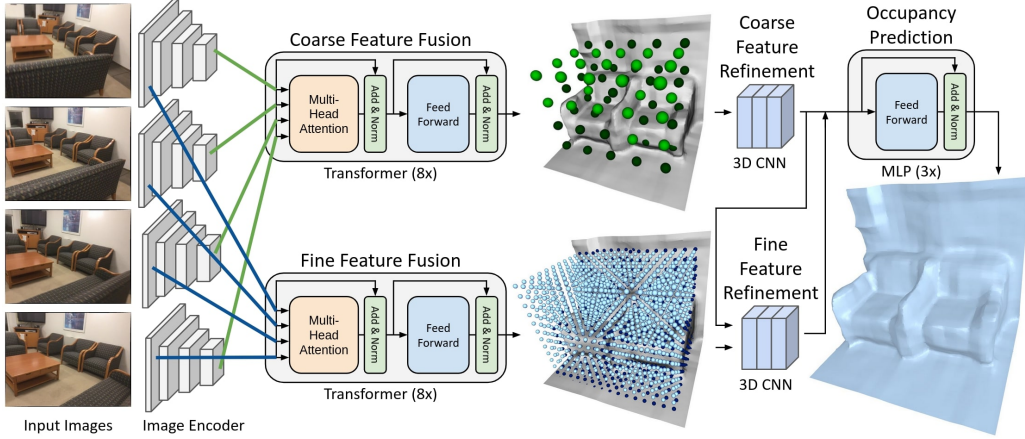 Coarse Feature Fusion
Multi-
Head
Attention
Add & Norm
Feed
Forward
Add & Norm
Transformer (8x)
Coarse
Feature
Refinement
3D CNN
Occupancy
Prediction
Feed
Forward
Add & Norm
MLP (3x)
Fine Feature Fusion
Multi-
Head
Attention
Add & Norm
Feed
Forward
Add & Norm
Transformer (8x)
Fine
Feature
Refinement
3D CNN
Input Images
Image Encoder